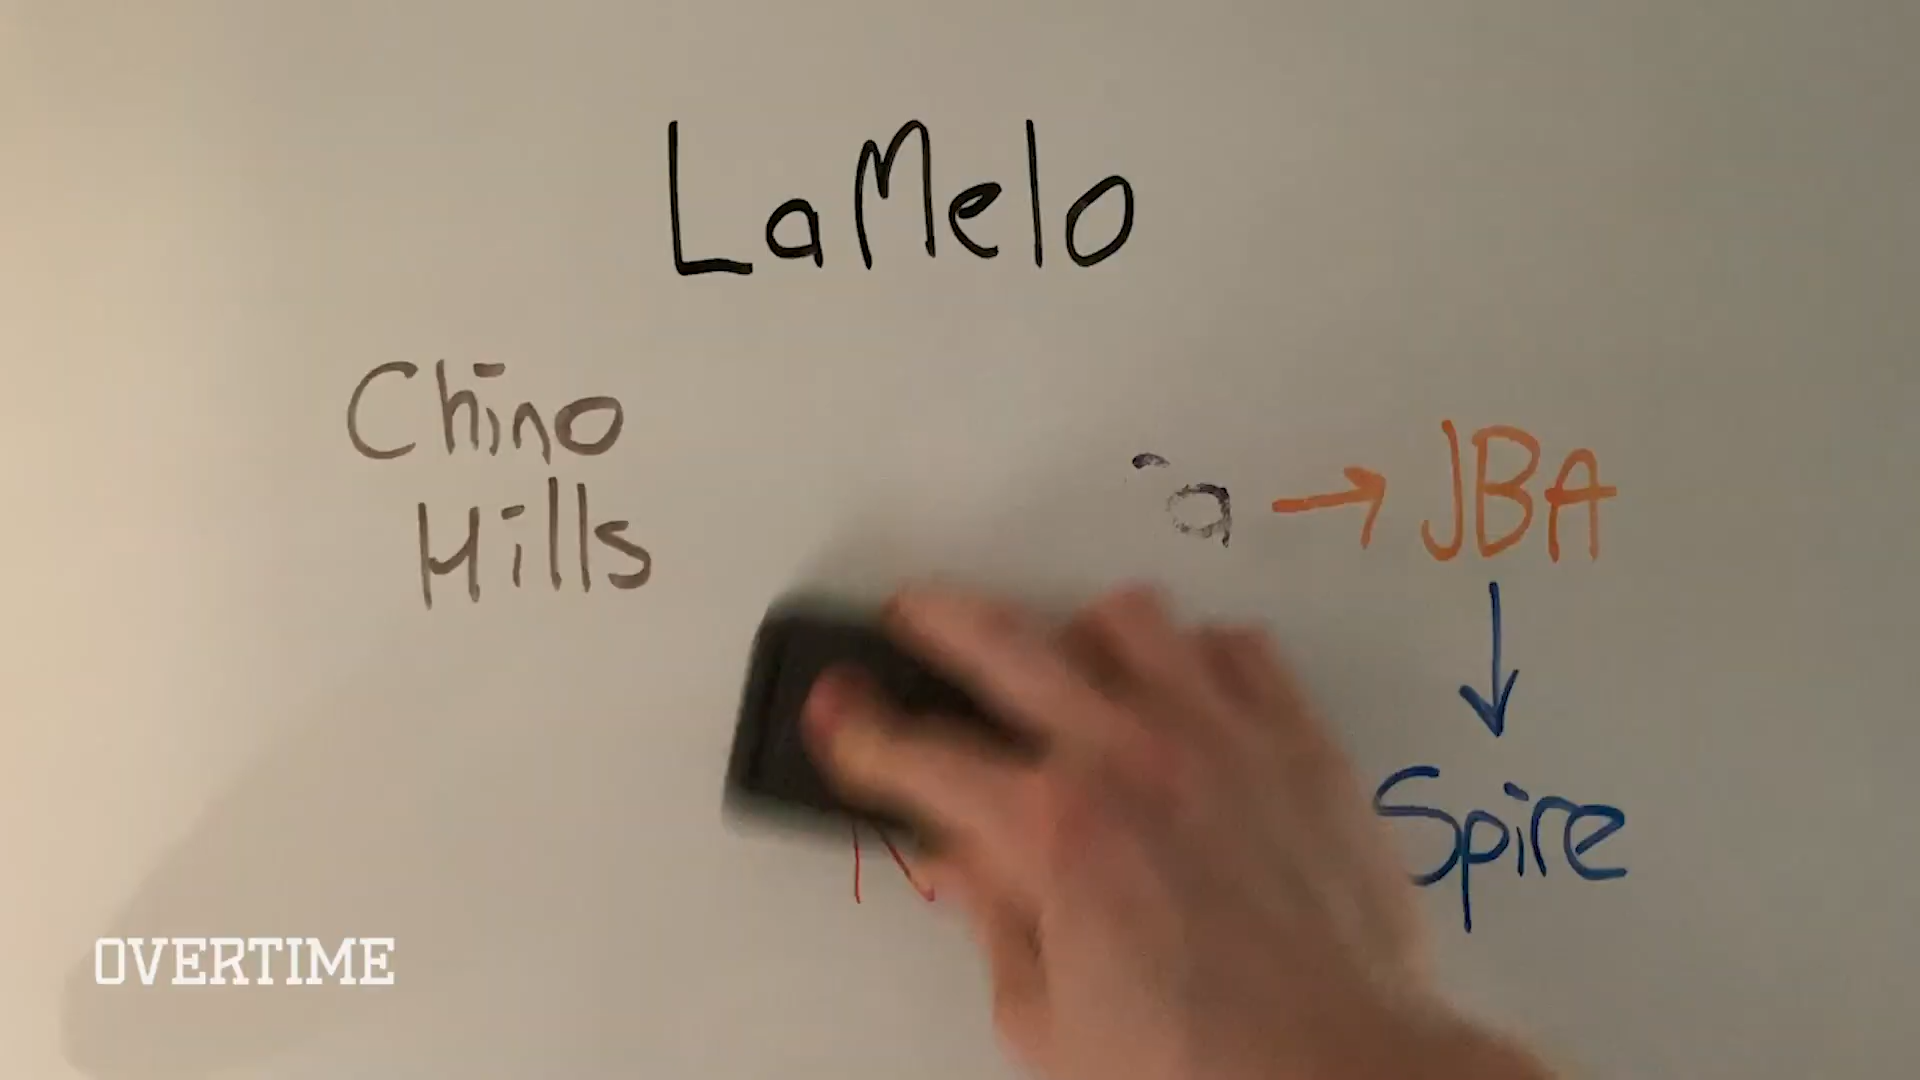 LaMelo
Chino
Hills
→ JBA
↓
Spire
OVERTIME